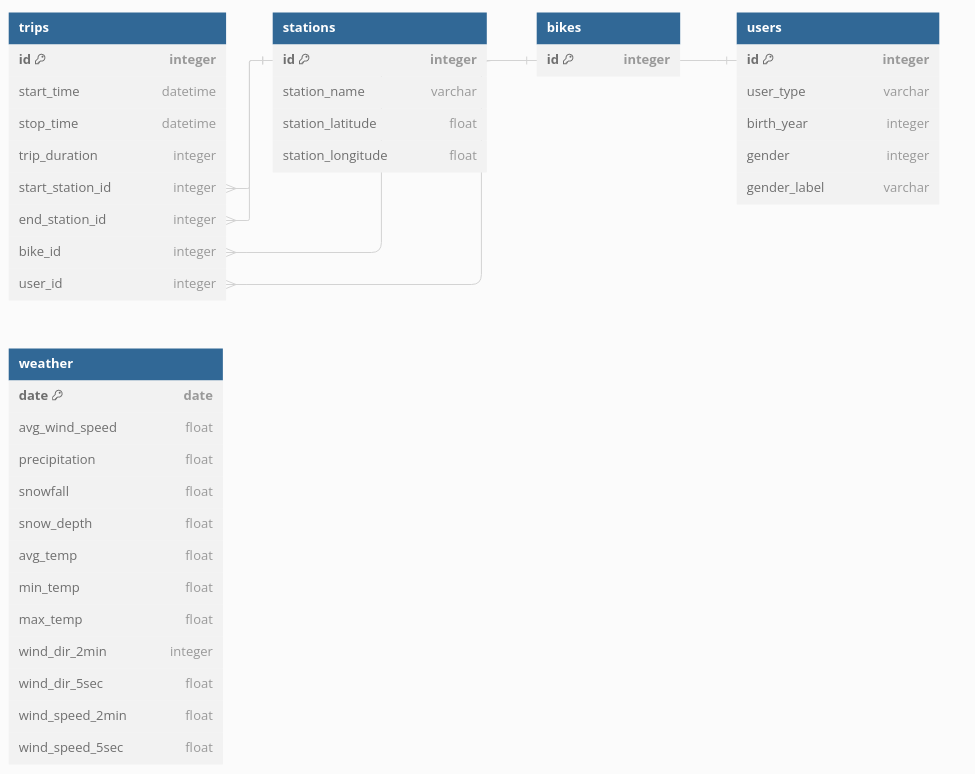 trips
id integer
start_time datetime
stop_time datetime
trip_duration integer
start_station_id integer
end_station_id integer
bike_id integer
user_id integer
stations
id integer
station_name varchar
station_latitude float
station_longitude float
bikes
id integer
users
id integer
user_type varchar
birth_year integer
gender integer
gender_label varchar
weather
date date
avg_wind_speed float
precipitation float
snowfall float
snow_depth float
avg_temp float
min_temp float
max_temp float
wind_dir_2min integer
wind_dir_5sec float
wind_speed_2min float
wind_speed_5sec float